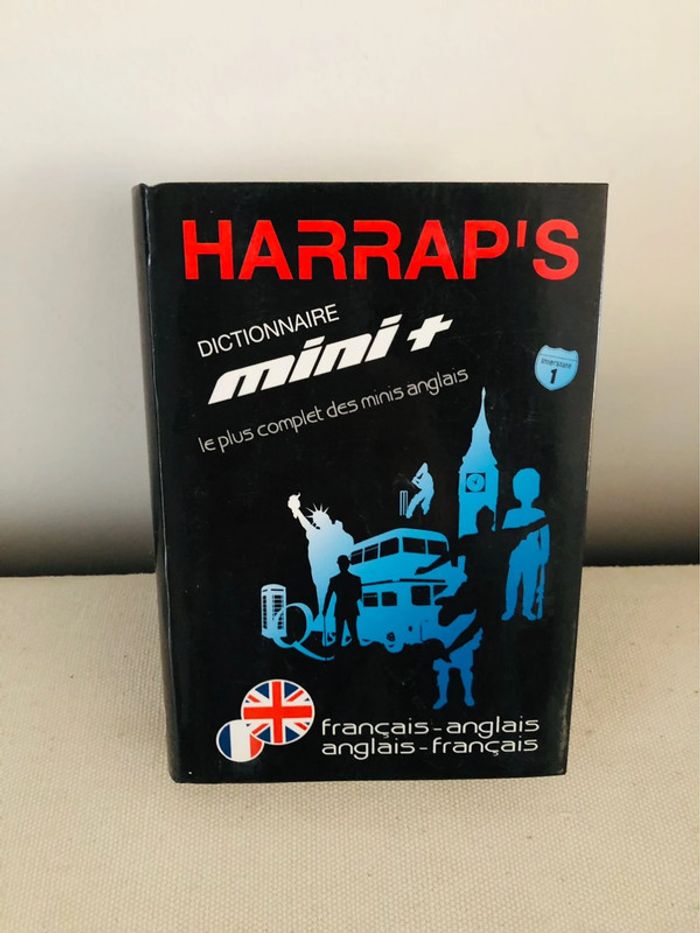 HARRAP'S
DICTIONNAIRE
mini+
le plus complet des minis anglais
Interstate
1
Q
français-anglais
anglais-français